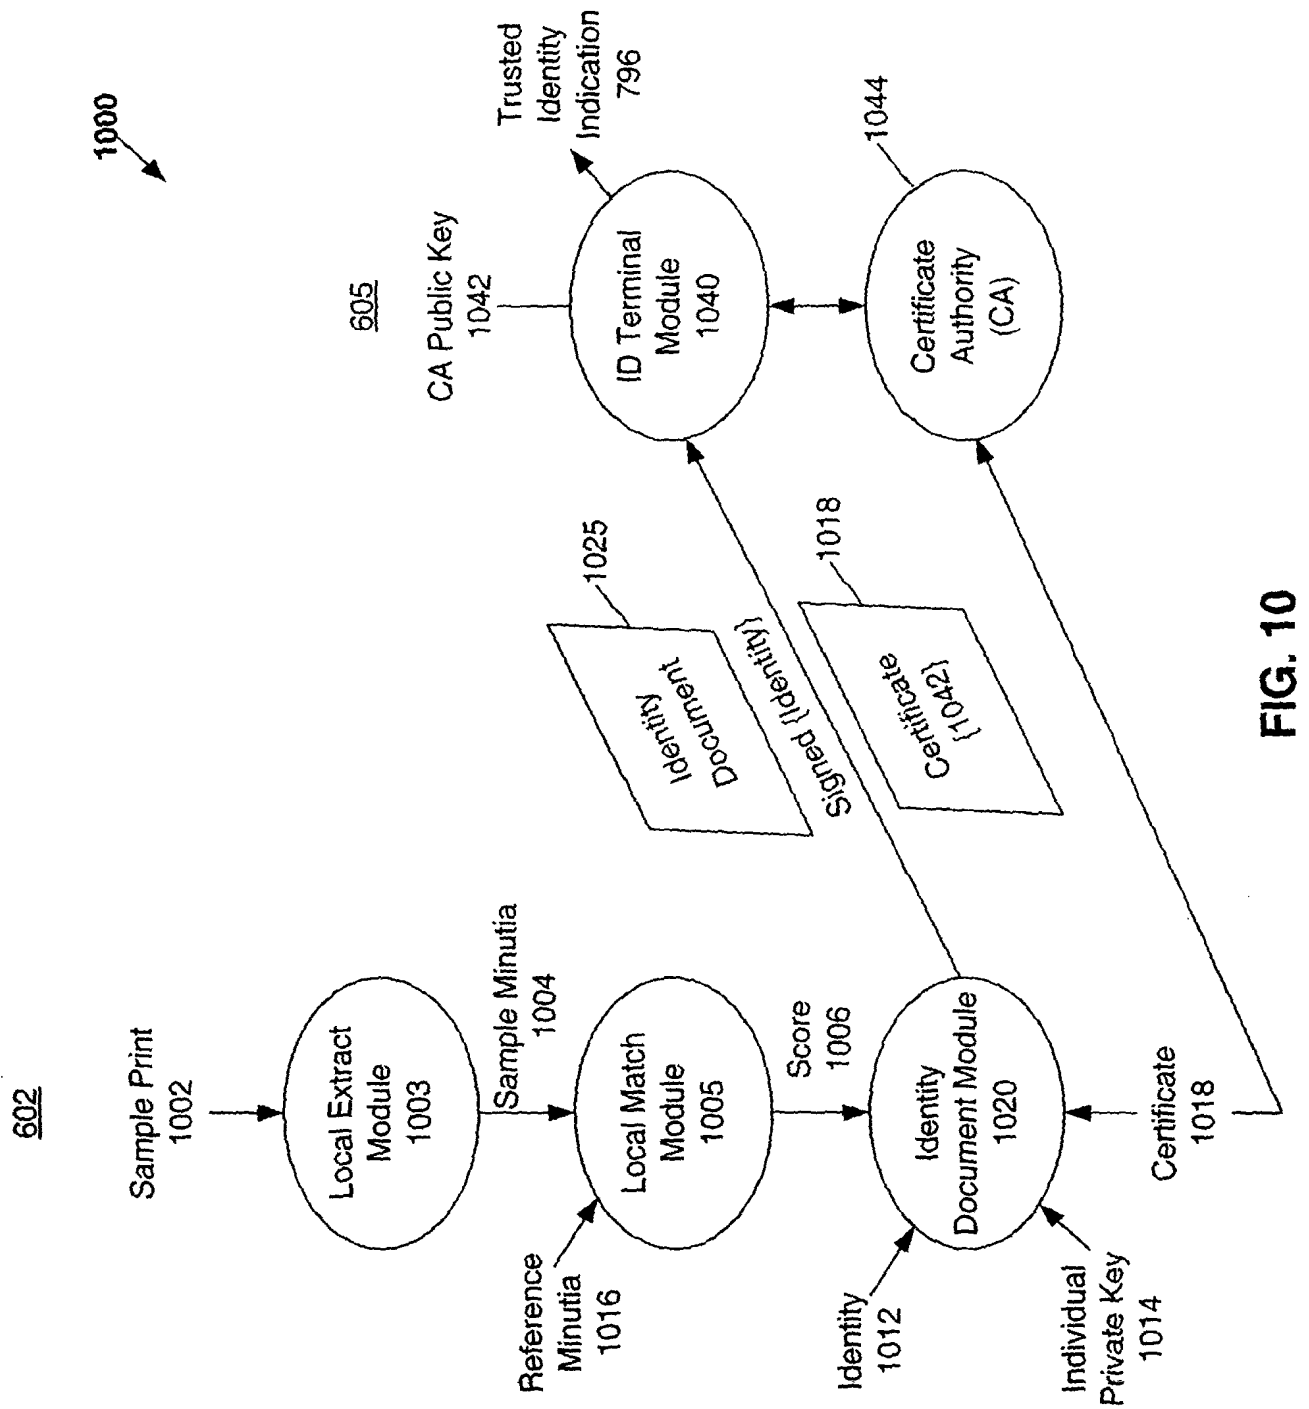 1000
602
605
Sample Print
1002
Local Extract
Module
1003
Sample Minutia
1004
Reference
Minutia
1016
Local Match
Module
1005
Score
1006
Identity
1012
Identity
Document Module
1020
Individual
Private Key
1014
Certificate
1018
Identity
Document
1025
Signed {Identity}
Certificate
{1042}
1018
CA Public Key
1042
ID Terminal
Module
1040
Trusted
Identity
Indication
796
Certificate
Authority
(CA)
1044
FIG. 10